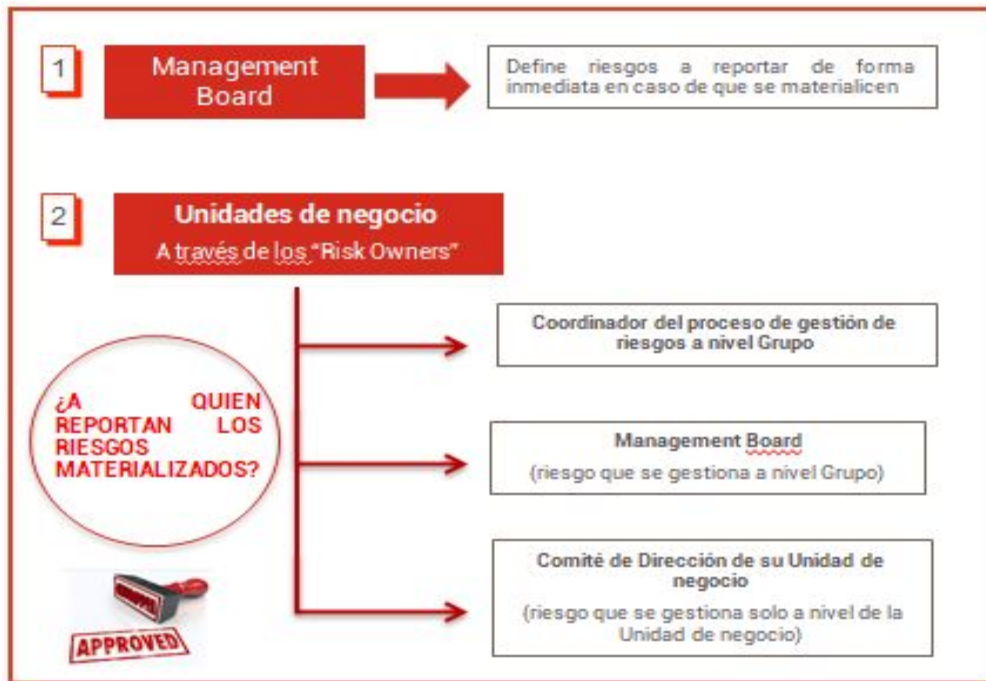 1
Management
Board
Define riesgos a reportar de forma
inmediata en caso de que se materialicen
2
Unidades de negocio
A través de los “Risk Owners”
Coordinador del proceso de gestión de
riesgos a nivel Grupo
¿A QUIEN
REPORTAN LOS
RIESGOS
MATERIALIZADOS?
Management Board
(riesgo que se gestiona a nivel Grupo)
Comité de Dirección de su Unidad de
negocio
(riesgo que se gestiona solo a nivel de la
Unidad de negocio)
APPROVED